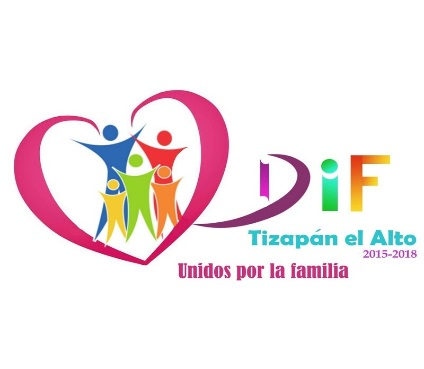 DiF
Tizapán el Alto
2015-2018
Unidos por la familia